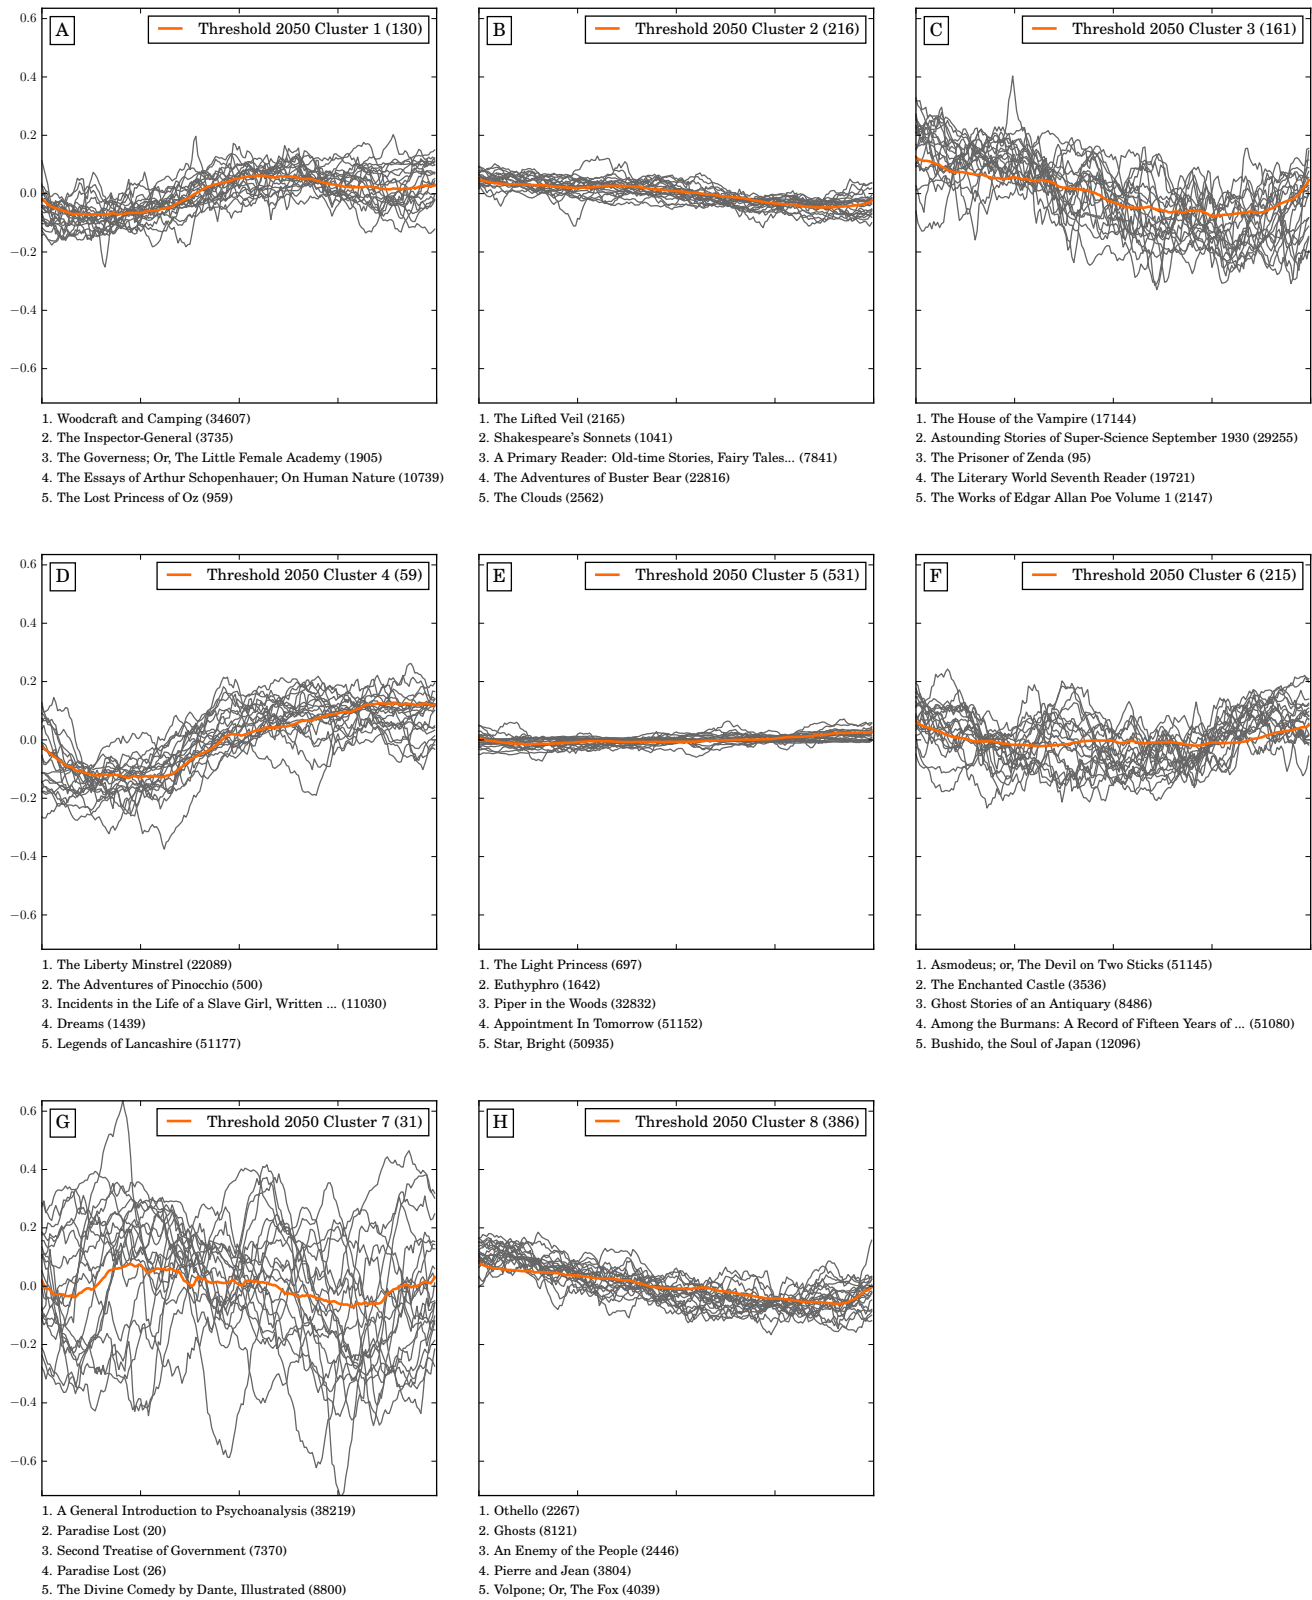 A
Threshold 2050 Cluster 1 (130)
B
Threshold 2050 Cluster 2 (216)
C
Threshold 2050 Cluster 3 (161)
0.6
0.4
0.2
0.0
−0.2
−0.4
−0.6
1. Woodcraft and Camping (34607)
2. The Inspector-General (3735)
3. The Governess; Or, The Little Female Academy (1905)
4. The Essays of Arthur Schopenhauer; On Human Nature (10739)
5. The Lost Princess of Oz (959)
1. The Lifted Veil (2165)
2. Shakespeare's Sonnets (1041)
3. A Primary Reader: Old-time Stories, Fairy Tales... (7841)
4. The Adventures of Buster Bear (22816)
5. The Clouds (2562)
1. The House of the Vampire (17144)
2. Astounding Stories of Super-Science September 1930 (29255)
3. The Prisoner of Zenda (95)
4. The Literary World Seventh Reader (19721)
5. The Works of Edgar Allan Poe Volume 1 (2147)
D
Threshold 2050 Cluster 4 (59)
E
Threshold 2050 Cluster 5 (531)
F
Threshold 2050 Cluster 6 (215)
0.6
0.4
0.2
0.0
−0.2
−0.4
−0.6
1. The Liberty Minstrel (22089)
2. The Adventures of Pinocchio (500)
3. Incidents in the Life of a Slave Girl, Written ... (11030)
4. Dreams (1439)
5. Legends of Lancashire (51177)
1. The Light Princess (697)
2. Euthyphro (1642)
3. Piper in the Woods (32832)
4. Appointment In Tomorrow (51152)
5. Star, Bright (50935)
1. Asmodeus; or, The Devil on Two Sticks (51145)
2. The Enchanted Castle (3536)
3. Ghost Stories of an Antiquary (8486)
4. Among the Burmans: A Record of Fifteen Years of ... (51080)
5. Bushido, the Soul of Japan (12096)
G
Threshold 2050 Cluster 7 (31)
H
Threshold 2050 Cluster 8 (386)
0.6
0.4
0.2
0.0
−0.2
−0.4
−0.6
1. A General Introduction to Psychoanalysis (38219)
2. Paradise Lost (20)
3. Second Treatise of Government (7370)
4. Paradise Lost (26)
5. The Divine Comedy by Dante, Illustrated (8800)
1. Othello (2267)
2. Ghosts (8121)
3. An Enemy of the People (2446)
4. Pierre and Jean (3804)
5. Volpone; Or, The Fox (4039)